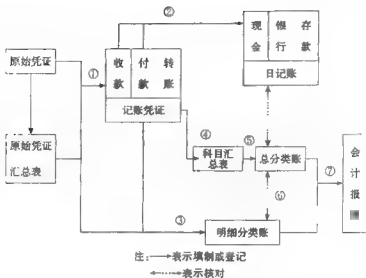 ②
现 银 存
金 行 款
日记账
原始凭证
①
收 付 转
款 款 账
记账凭证
原始凭证
汇总表
④
科目汇
总表
⑤
总分类账
⑦
会
计
报
⑥
③
明细分类账
注：——表示填制或登记
表示核对